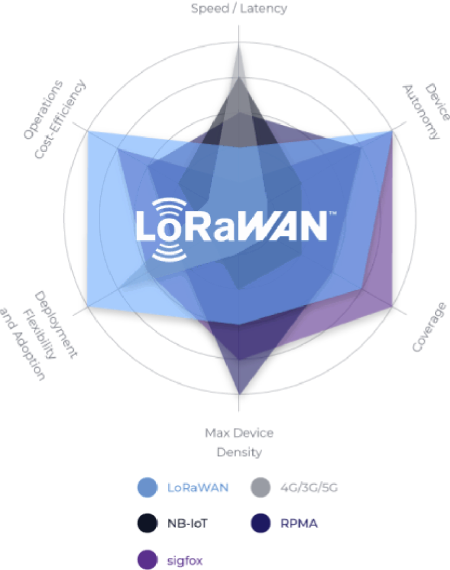 Speed / Latency
Operations
Cost-Efficiency
Device
Autonomy
LoRaWAN™
Deployment
Flexibility
and Adoption
Coverage
Max Device
Density
LoRaWAN
4G/3G/5G
NB-IoT
RPMA
sigfox